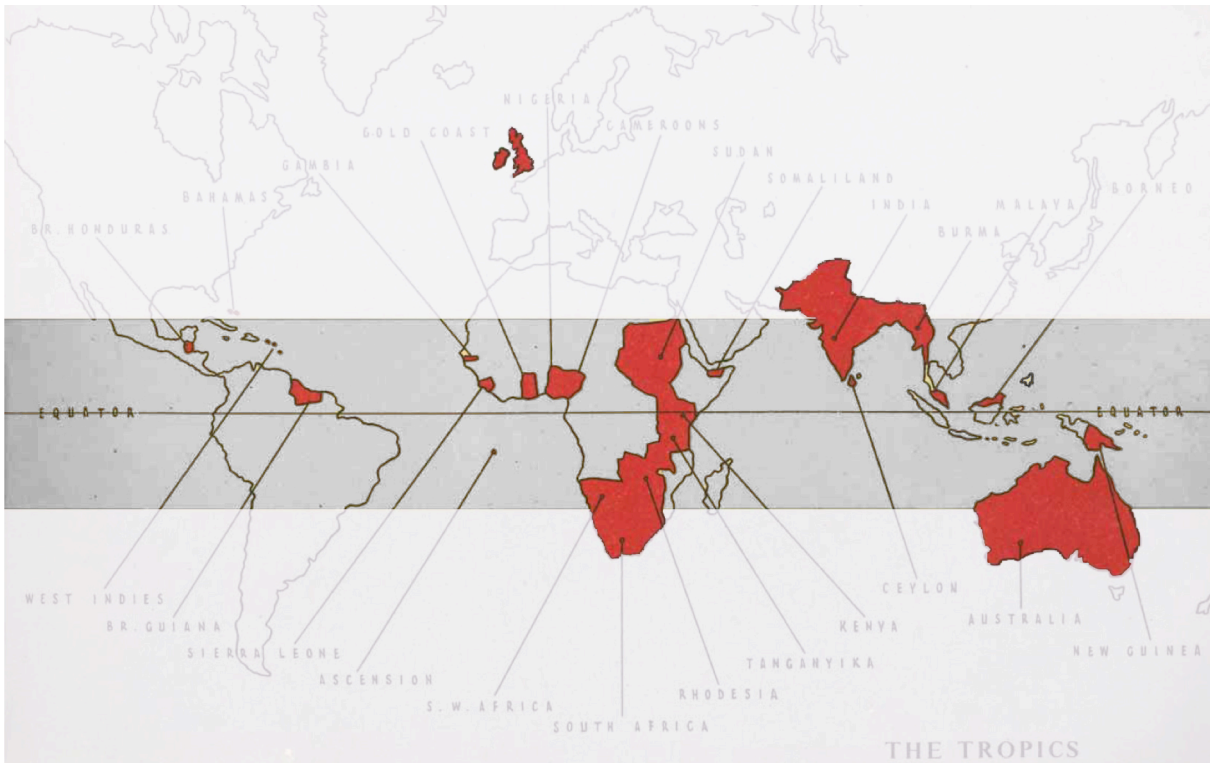 NIGERIA
GOLD COAST
CAMEROONS
SUDAN
GAMBIA
SOMALILAND
BORNEO
BAHAMAS
INDIA
MALAYA
BR. HONDURAS
BURMA
EQUATOR
EQUATOR
CEYLON
WEST INDIES
AUSTRALIA
BR. GUIANA
KENYA
SIERRA LEONE
NEW GUINEA
TANGANYIKA
ASCENSION
RHODESIA
S. W. AFRICA
SOUTH AFRICA
THE TROPICS